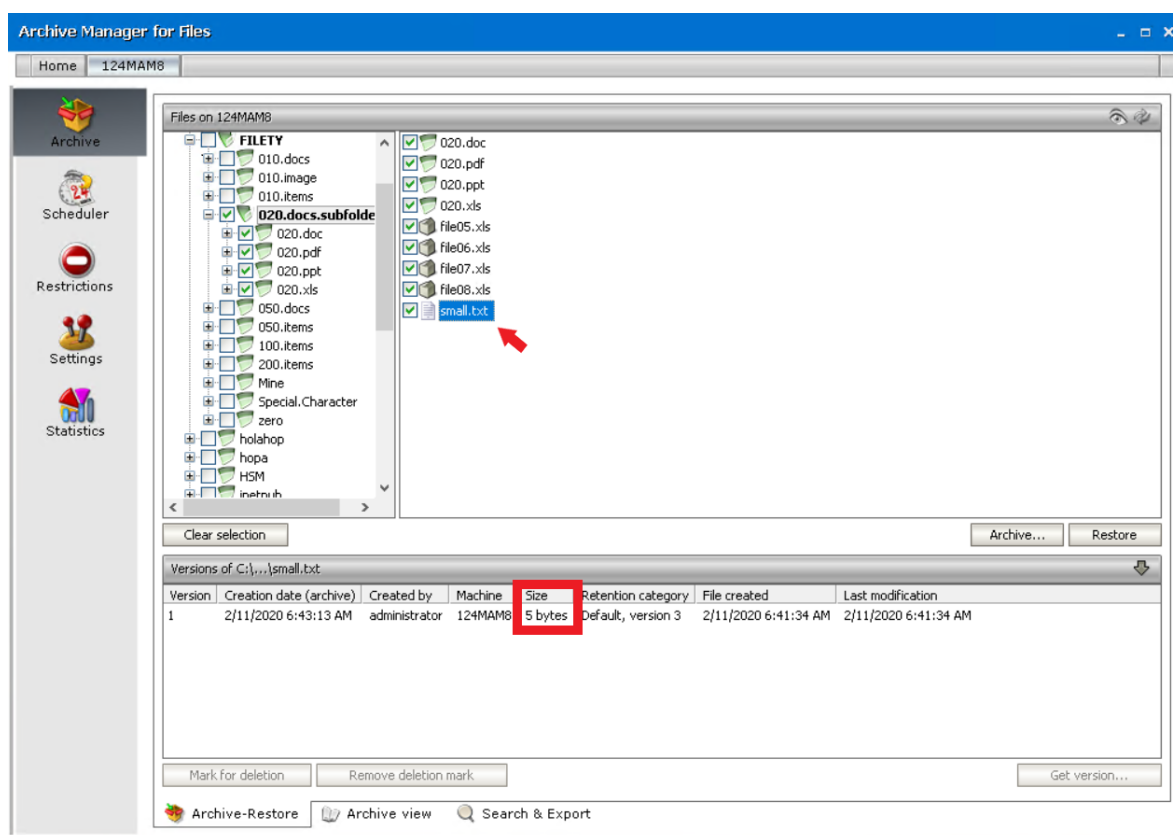 Archive Manager for Files
Home 124MAM8
Archive
Scheduler
Restrictions
Settings
Statistics
Files on 124MAM8
FILETY
010.docs
010.image
010.items
020.docs.subfolde
020.doc
020.pdf
020.ppt
020.xls
050.docs
050.items
100.items
200.items
Mine
Special.Character
zero
holahop
hopa
HSM
inetpub
020.doc
020.pdf
020.ppt
020.xls
file05.xls
file06.xls
file07.xls
file08.xls
small.txt
Clear selection Archive... Restore
Versions of C:\...\small.txt
Version Creation date (archive) Created by Machine Size Retention category File created Last modification
1 2/11/2020 6:43:13 AM administrator 124MAM8 5 bytes Default, version 3 2/11/2020 6:41:34 AM 2/11/2020 6:41:34 AM
Mark for deletion Remove deletion mark Get version...
Archive-Restore Archive view Search & Export